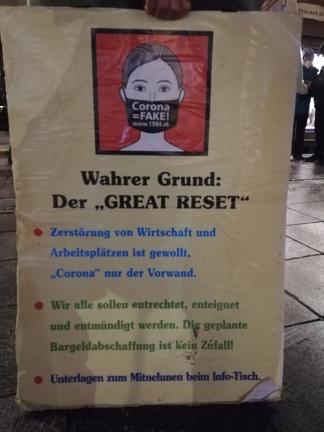 Corona
=FAKE!
www.1984.at
Wahrer Grund:
Der „GREAT RESET“
Zerstörung von Wirtschaft und
Arbeitsplätzen ist gewollt,
„Corona“ nur der Vorwand.
Wir alle sollen entrechtet, enteignet
und entmündigt werden. Die geplante
Bargeldabschaffung ist kein Zufall!
Unterlagen zum Mitnehmen beim Info-Tisch.